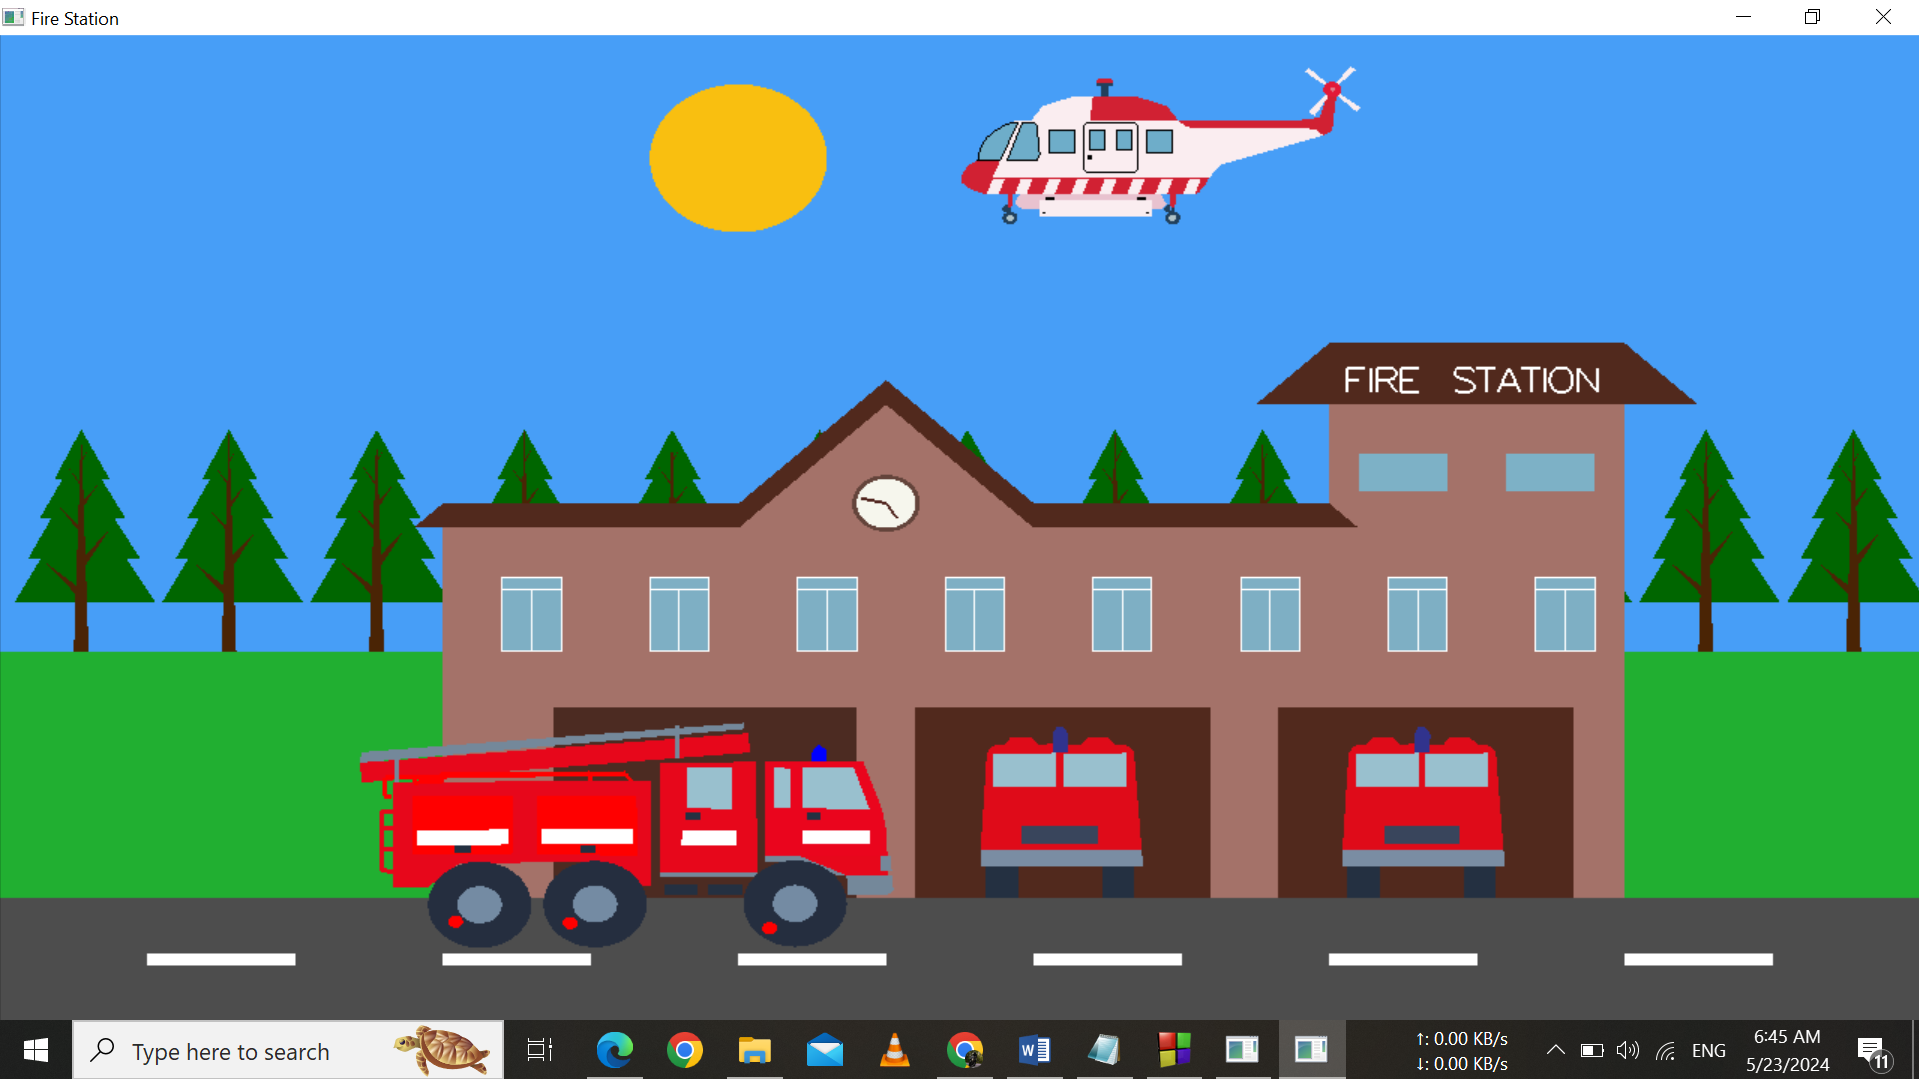 Fire Station
FIRE STATION
Type here to search
W
↑: 0.00 KB/s
↓: 0.00 KB/s
ENG
6:45 AM
5/23/2024
11